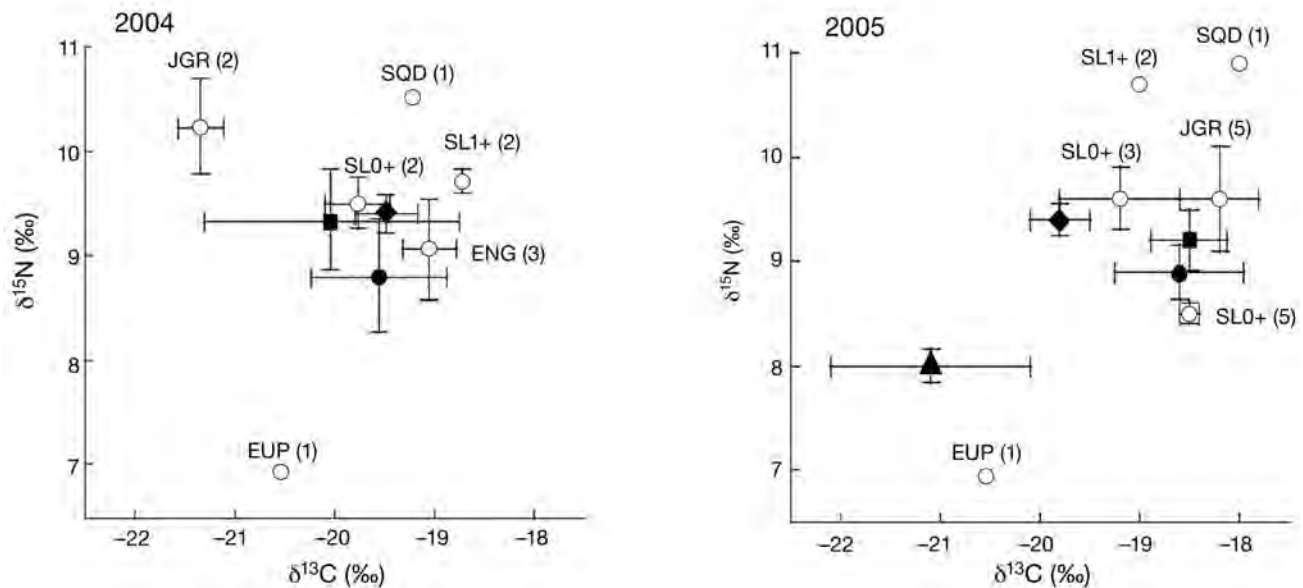 2004
11
10
9
8
7
δ15N (‰)
JGR (2)
SQD (1)
SL1+ (2)
SL0+ (2)
ENG (3)
EUP (1)
–22
–21
–20
–19
–18
δ13C (‰)
2005
11
10
9
8
7
δ15N (‰)
SQD (1)
SL1+ (2)
JGR (5)
SL0+ (3)
SL0+ (5)
EUP (1)
–22
–21
–20
–19
–18
δ13C (‰)